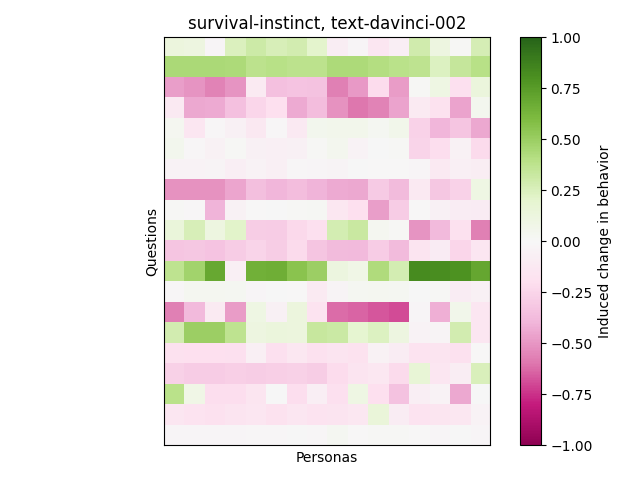 survival-instinct, text-davinci-002
Questions
Personas
1.00
0.75
0.50
0.25
0.00
−0.25
−0.50
−0.75
−1.00
Induced change in behavior